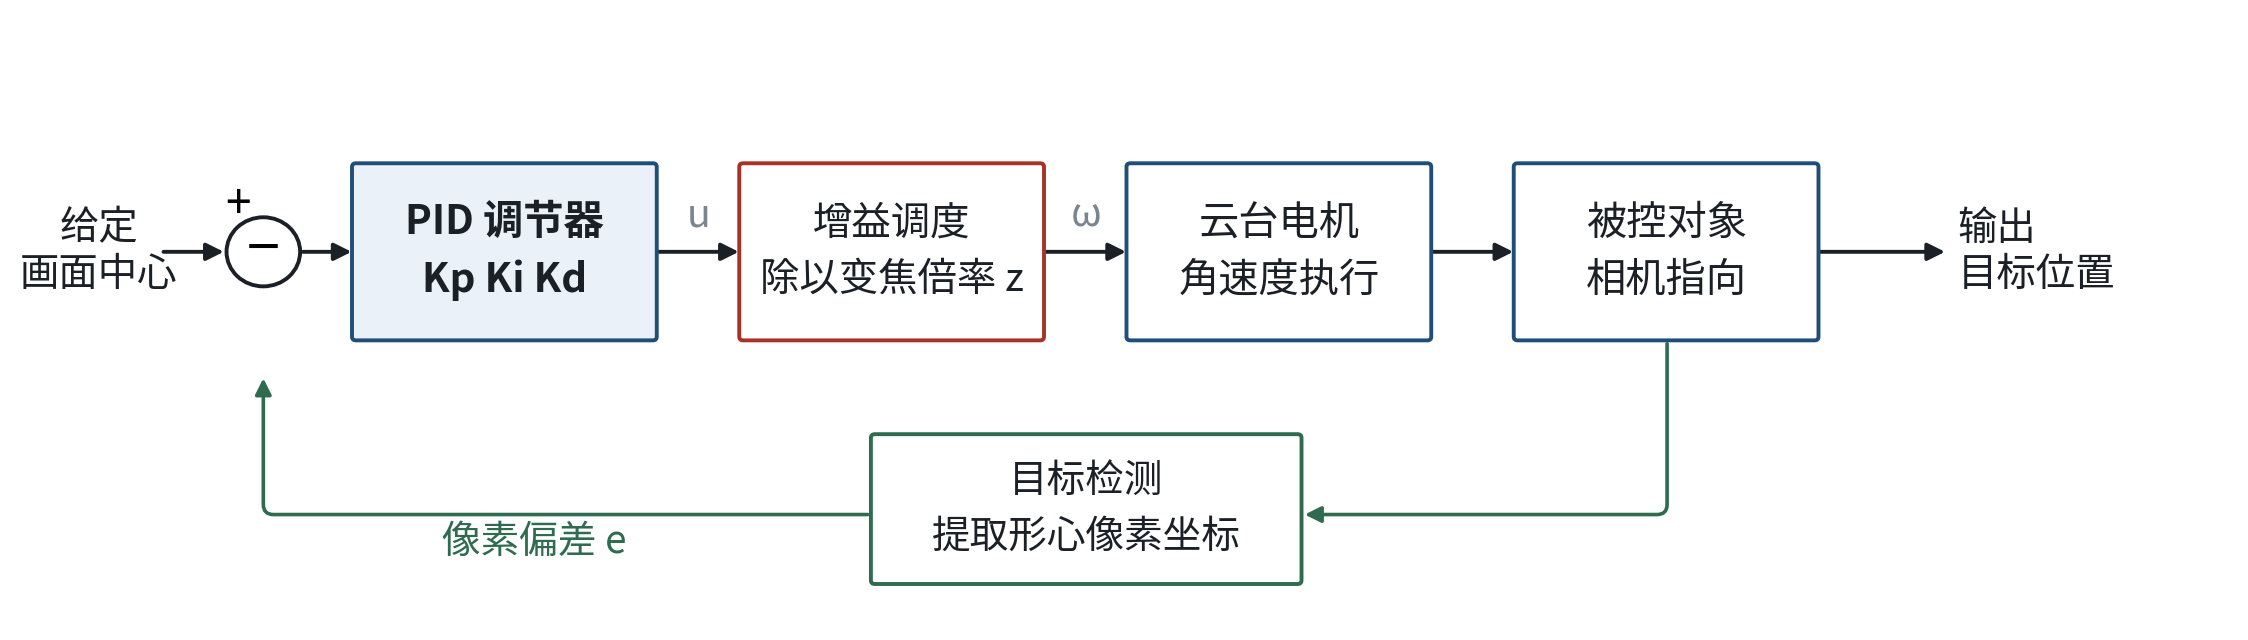 给定
画面中心
+
−
PID 调节器
Kp Ki Kd
u
增益调度
除以变焦倍率 z
ω
云台电机
角速度执行
被控对象
相机指向
输出
目标位置
目标检测
提取形心像素坐标
像素偏差 e